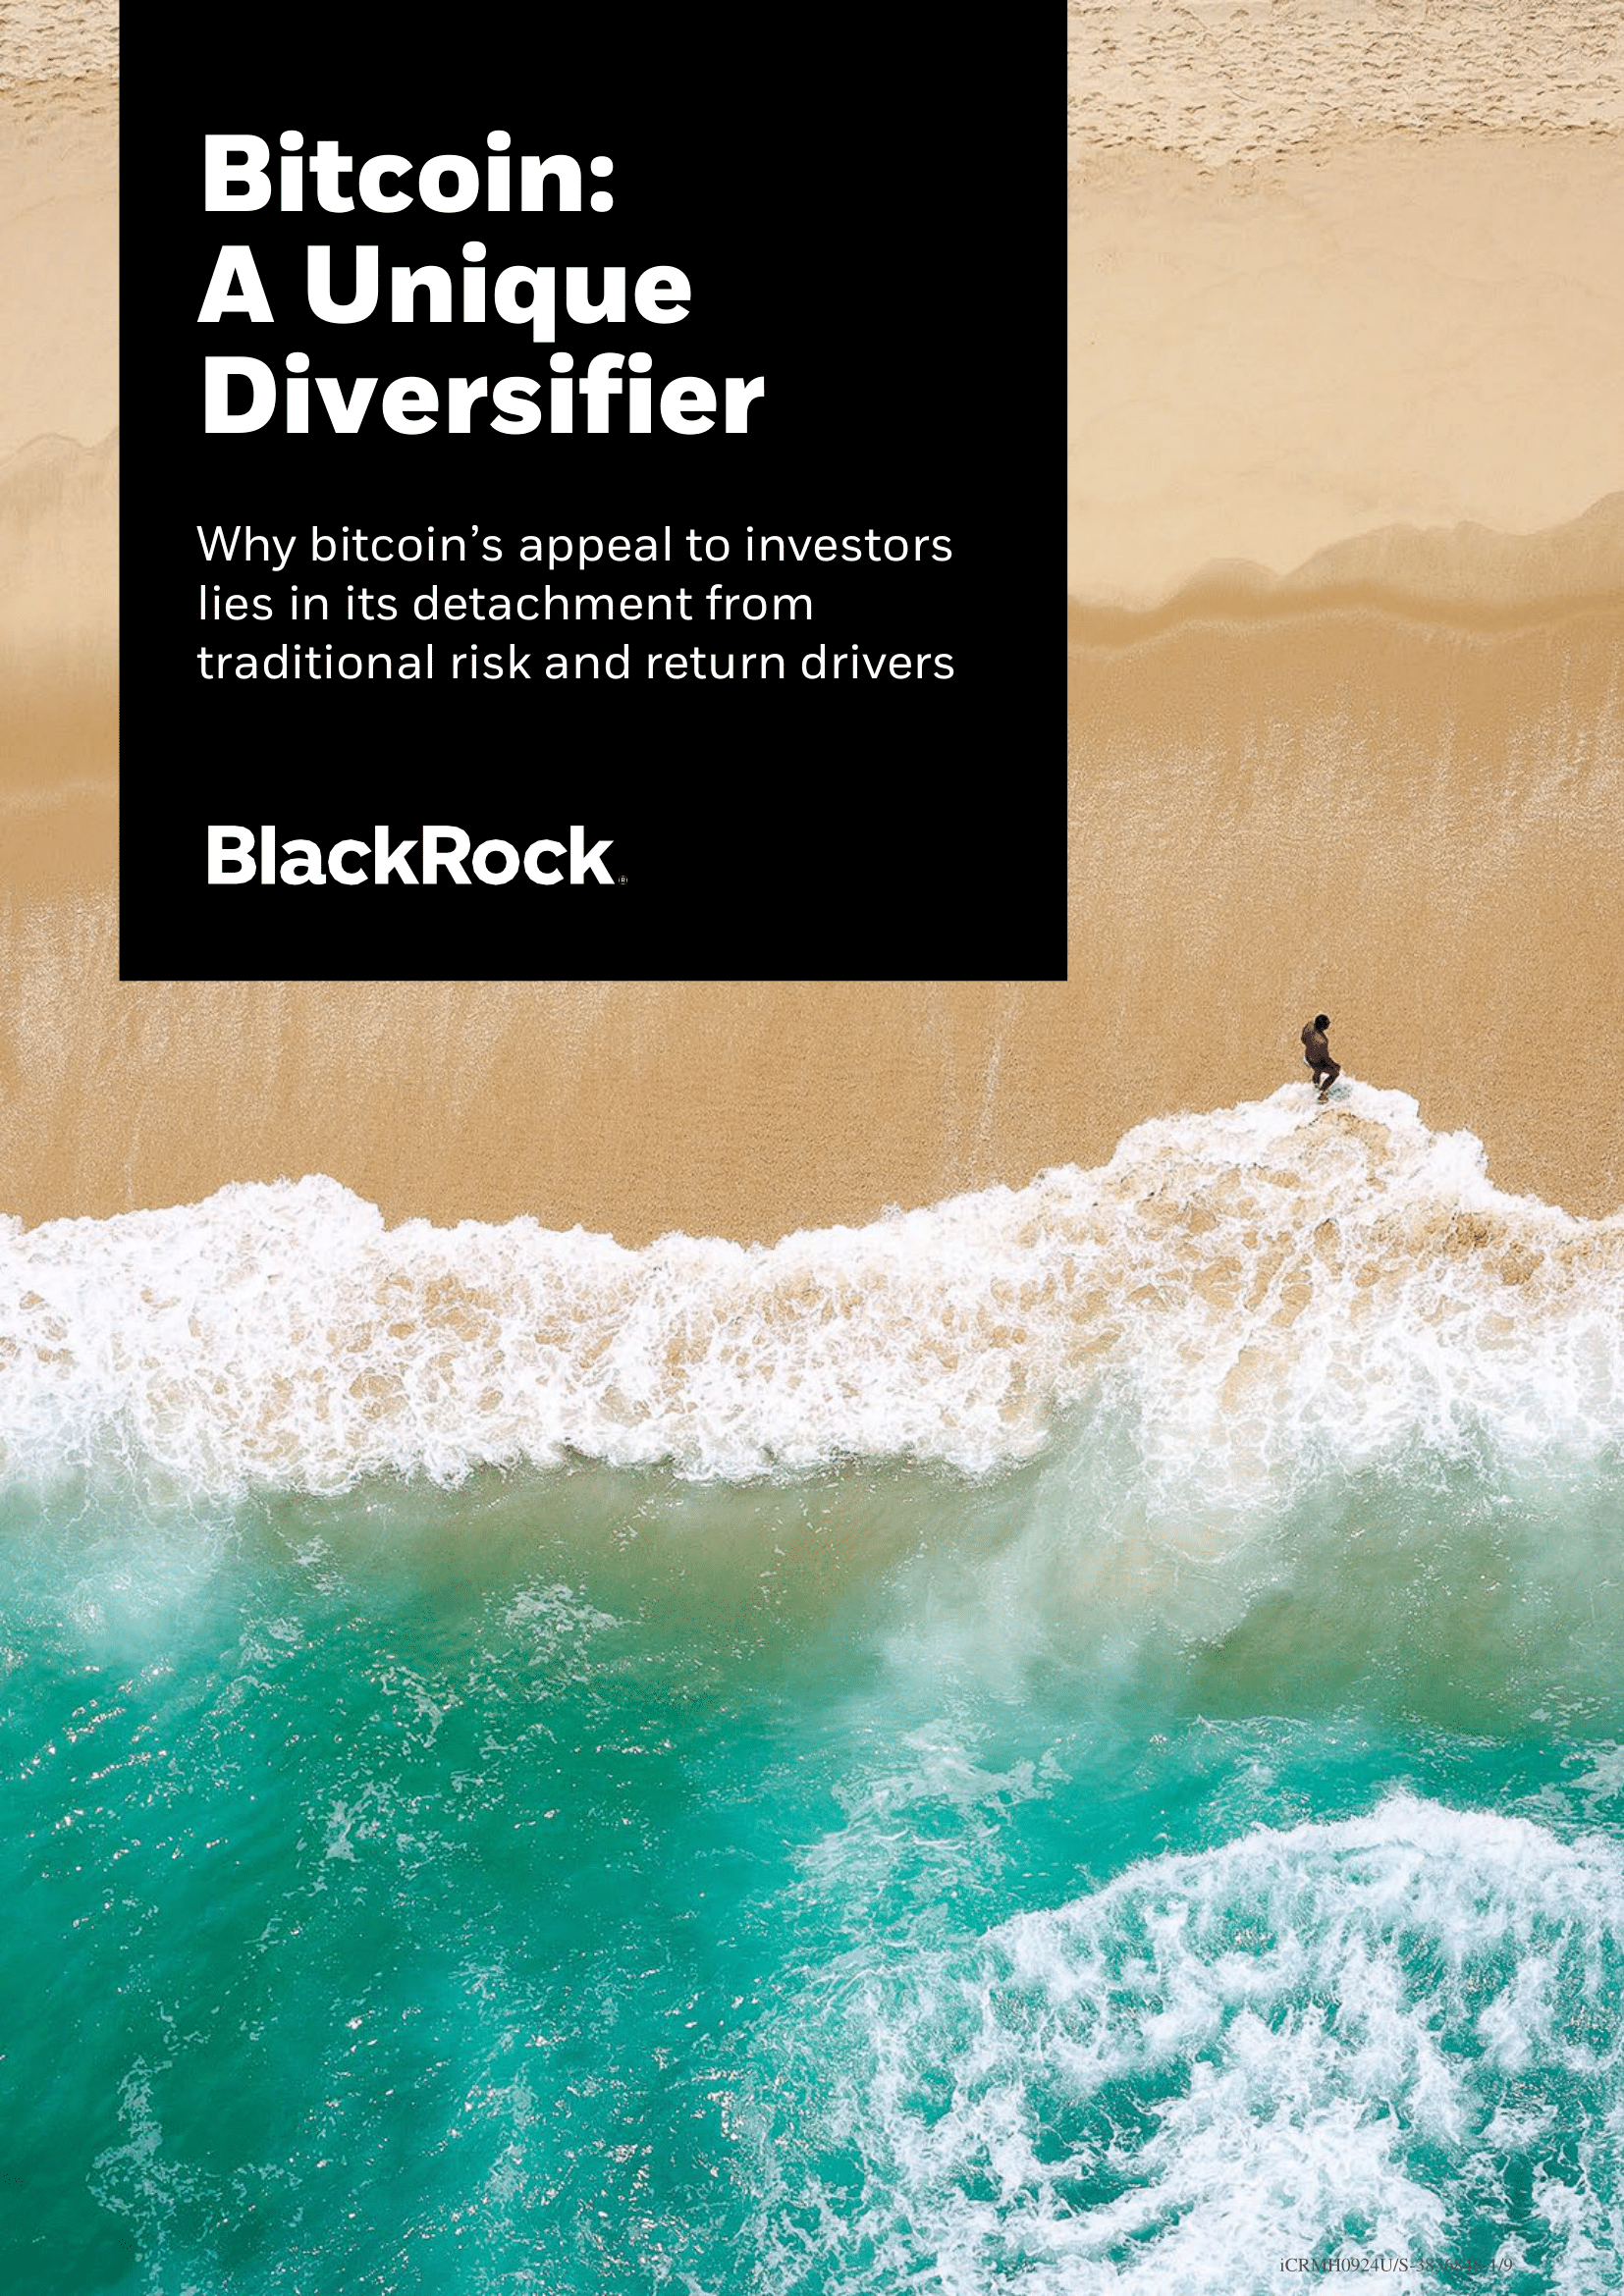 Bitcoin:
A Unique
Diversifier
Why bitcoin’s appeal to investors
lies in its detachment from
traditional risk and return drivers
BlackRock®
iCRMH0924U/S-